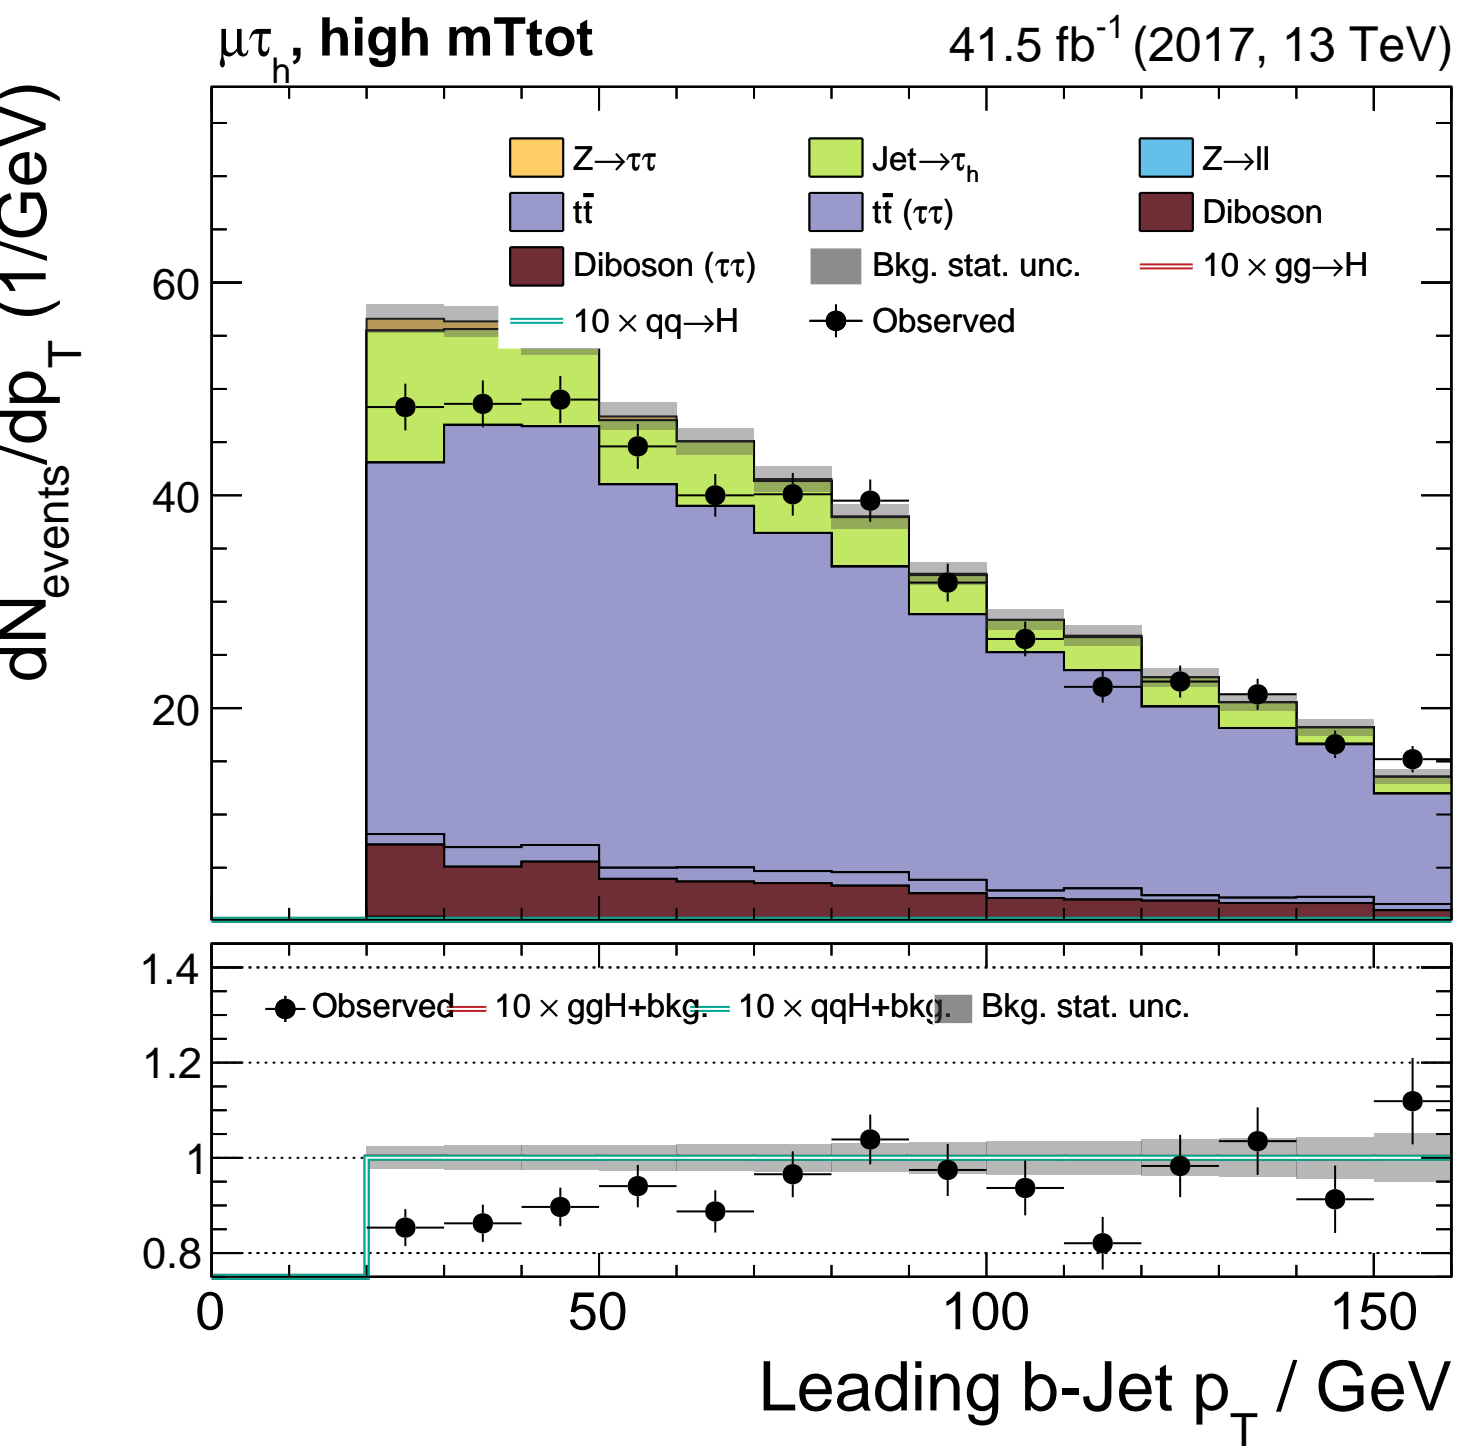 μτh, high mTtot
41.5 fb-1 (2017, 13 TeV)
dNevents/dpT (1/GeV)
Z→ττ
Jet→τh
Z→ll
tt̄
tt̄ (ττ)
Diboson
Diboson (ττ)
Bkg. stat. unc.
10 × gg→H
10 × qq→H
Observed
60
40
20
1.4
1.2
1
0.8
Observed
10 × ggH+bkg.
10 × qqH+bkg.
Bkg. stat. unc.
0
50
100
150
Leading b-Jet pT / GeV